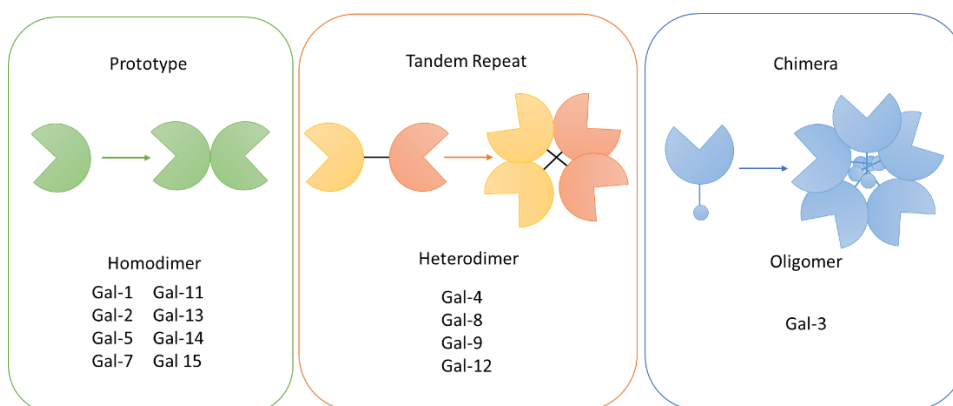 Prototype
Homodimer
Gal-1 Gal-11
Gal-2 Gal-13
Gal-5 Gal-14
Gal-7 Gal 15
Tandem Repeat
Heterodimer
Gal-4
Gal-8
Gal-9
Gal-12
Chimera
Oligomer
Gal-3